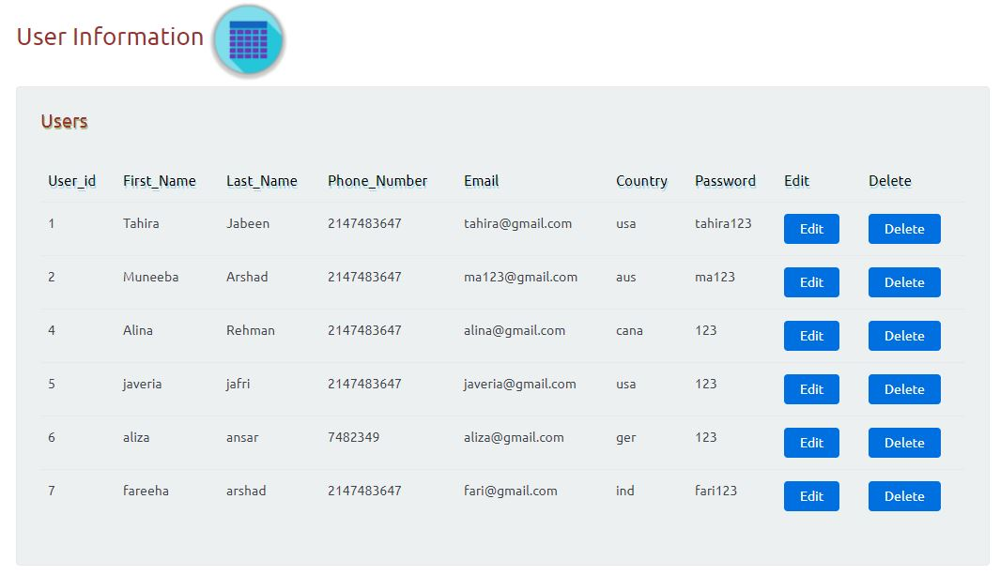 User Information
Users
User_id First_Name Last_Name Phone_Number Email Country Password Edit Delete
1 Tahira Jabeen 2147483647 tahira@gmail.com usa tahira123 Edit Delete
2 Muneeba Arshad 2147483647 ma123@gmail.com aus ma123 Edit Delete
4 Alina Rehman 2147483647 alina@gmail.com cana 123 Edit Delete
5 javeria jafri 2147483647 javeria@gmail.com usa 123 Edit Delete
6 aliza ansar 7482349 aliza@gmail.com ger 123 Edit Delete
7 fareeha arshad 2147483647 fari@gmail.com ind fari123 Edit Delete